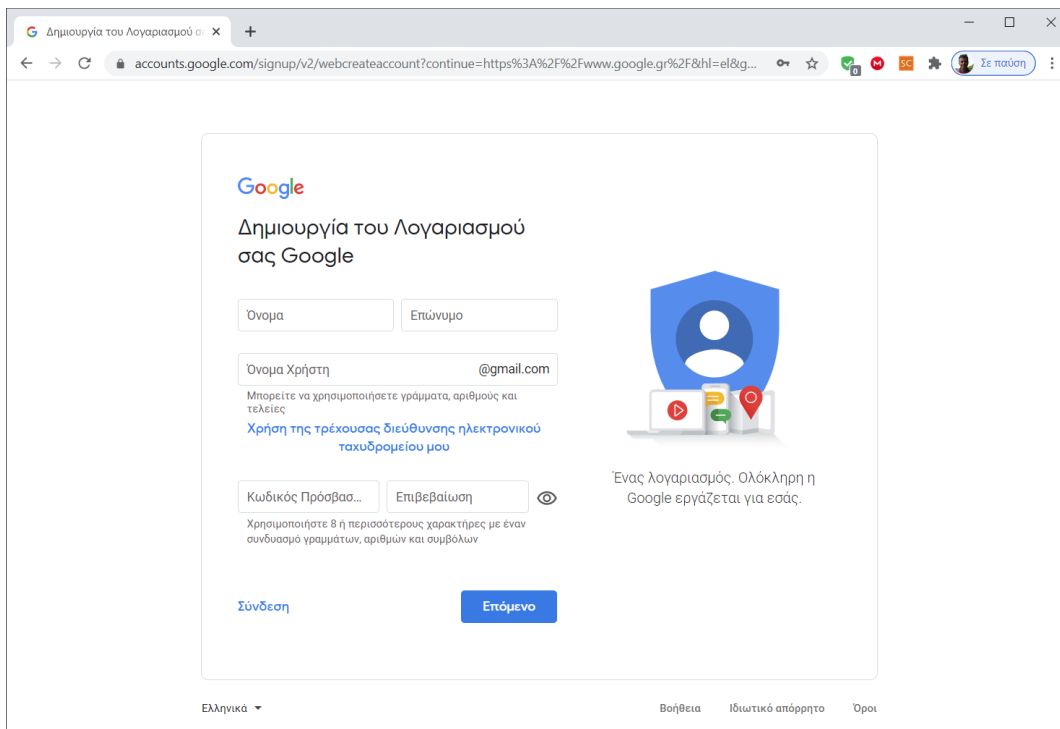 Δημιουργία του Λογαριασμού σ
accounts.google.com/signup/v2/webcreateaccount?continue=https%3A%2F%2Fwww.google.gr%2F&hl=el&g...
0
M
SC
Σε παύση
Google
Δημιουργία του Λογαριασμού
σας Google
Όνομα
Επώνυμο
Όνομα Χρήστη
@gmail.com
Μπορείτε να χρησιμοποιήσετε γράμματα, αριθμούς και
τελείες
Χρήση της τρέχουσας διεύθυνσης ηλεκτρονικού
ταχυδρομείου μου
Κωδικός Πρόσβασ...
Επιβεβαίωση
Χρησιμοποιήστε 8 ή περισσότερους χαρακτήρες με έναν
συνδυασμό γραμμάτων, αριθμών και συμβόλων
Ένας λογαριασμός. Ολόκληρη η
Google εργάζεται για εσάς.
Σύνδεση
Επόμενο
Ελληνικά
Βοήθεια
Ιδιωτικό απόρρητο
Όροι